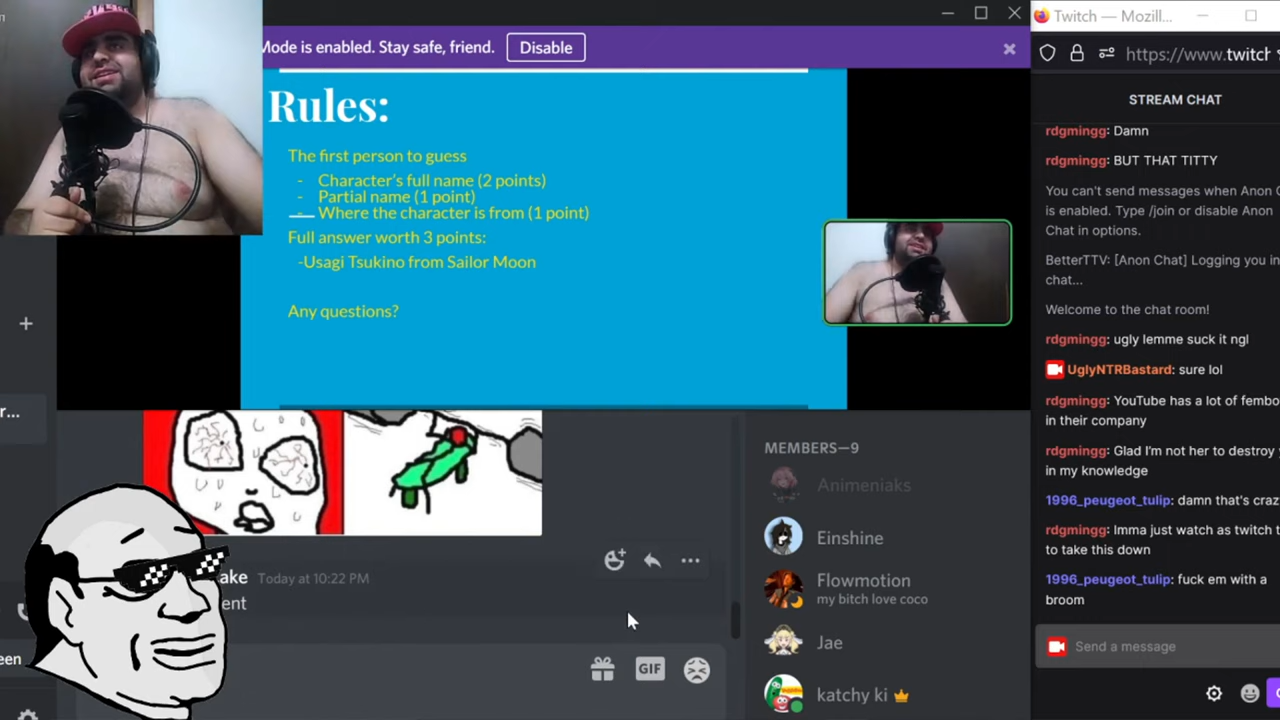 Mode is enabled. Stay safe, friend.
Disable
Rules:
The first person to guess
- Character's full name (2 points)
- Partial name (1 point)
- Where the character is from (1 point)
Full answer worth 3 points:
-Usagi Tsukino from Sailor Moon
Any questions?
r...
ake Today at 10:22 PM
ent
een
GIF
MEMBERS—9
Animeniaks
Einshine
Flowmotion
my bitch love coco
Jae
katchy ki
Twitch — Mozill...
https://www.twitch
STREAM CHAT
rdgmingg: Damn
rdgmingg: BUT THAT TITTY
You can't send messages when Anon C
is enabled. Type /join or disable Anon
Chat in options.
BetterTTV: [Anon Chat] Logging you in
chat...
Welcome to the chat room!
rdgmingg: ugly lemme suck it ngl
UglyNTRBastard: sure lol
rdgmingg: YouTube has a lot of fembo
in their company
rdgmingg: Glad I'm not her to destroy y
in my knowledge
1996_peugeot_tulip: damn that's craz
rdgmingg: Imma just watch as twitch t
to take this down
1996_peugeot_tulip: fuck em with a
broom
Send a message